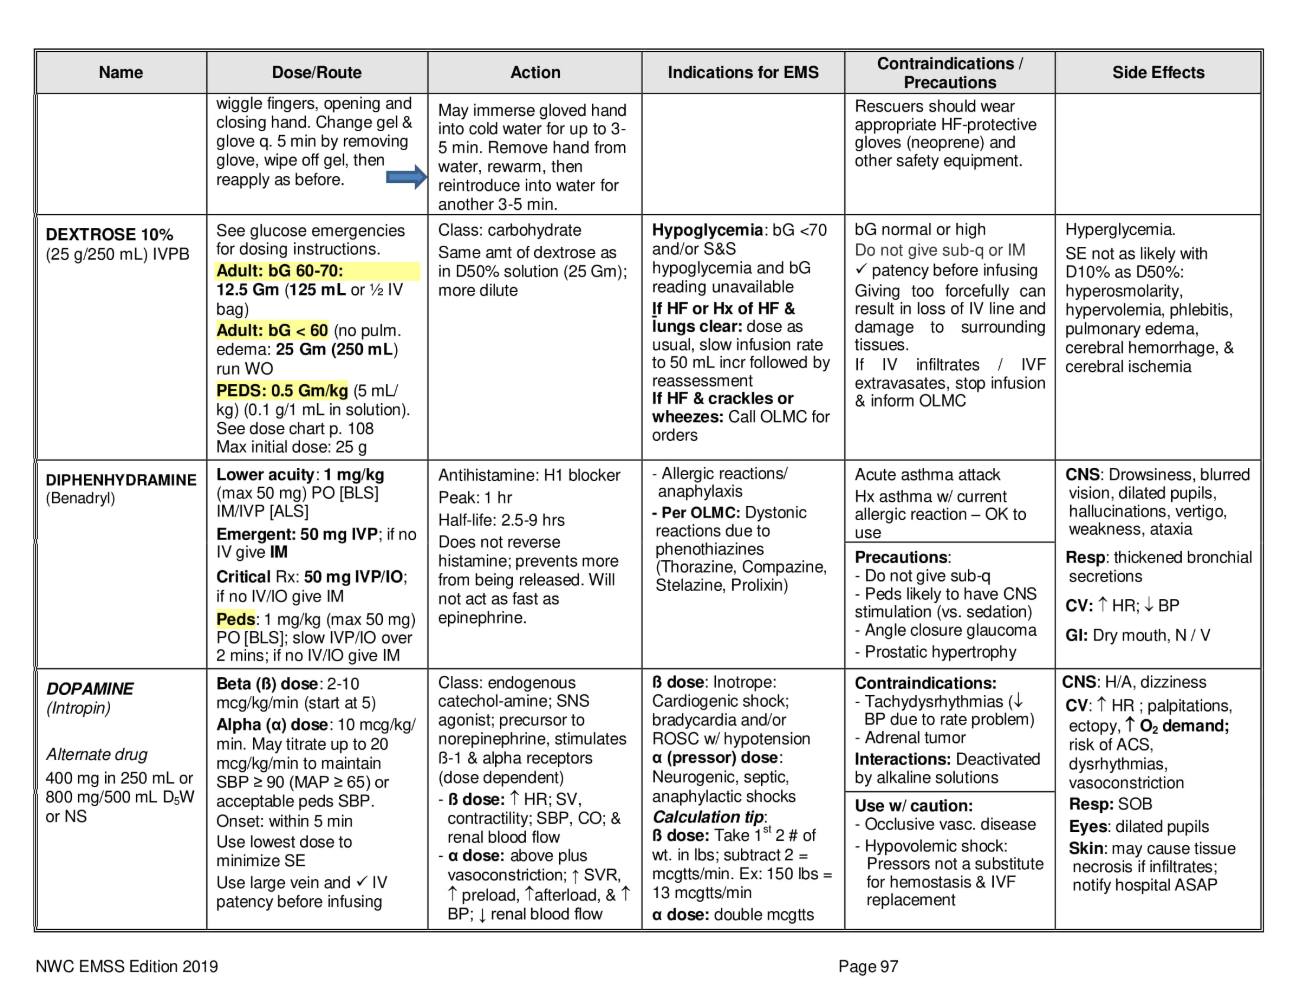 Name
Dose/Route
Action
Indications for EMS
Contraindications /
Precautions
Side Effects
wiggle fingers, opening and
closing hand. Change gel &
glove q. 5 min by removing
glove, wipe off gel, then
reapply as before.
May immerse gloved hand
into cold water for up to 3-
5 min. Remove hand from
water, rewarm, then
reintroduce into water for
another 3-5 min.
Rescuers should wear
appropriate HF-protective
gloves (neoprene) and
other safety equipment.
DEXTROSE 10%
(25 g/250 mL) IVPB
See glucose emergencies
for dosing instructions.
Adult: bG 60-70:
12.5 Gm (125 mL or ½ IV
bag)
Adult: bG < 60 (no pulm.
edema: 25 Gm (250 mL)
run WO
PEDS: 0.5 Gm/kg (5 mL/
kg) (0.1 g/1 mL in solution).
See dose chart p. 108
Max initial dose: 25 g
Class: carbohydrate
Same amt of dextrose as
in D50% solution (25 Gm);
more dilute
Hypoglycemia: bG <70
and/or S&S
hypoglycemia and bG
reading unavailable
If HF or Hx of HF &
lungs clear: dose as
usual, slow infusion rate
to 50 mL incr followed by
reassessment
If HF & crackles or
wheezes: Call OLMC for
orders
bG normal or high
Do not give sub-q or IM
✓ patency before infusing
Giving too forcefully can
result in loss of IV line and
damage to surrounding
tissues.
If IV infiltrates / IVF
extravasates, stop infusion
& inform OLMC
Hyperglycemia.
SE not as likely with
D10% as D50%:
hyperosmolarity,
hypervolemia, phlebitis,
pulmonary edema,
cerebral hemorrhage, &
cerebral ischemia
DIPHENHYDRAMINE
(Benadryl)
Lower acuity: 1 mg/kg
(max 50 mg) PO [BLS]
IM/IVP [ALS]
Emergent: 50 mg IVP; if no
IV give IM
Critical Rx: 50 mg IVP/IO;
if no IV/IO give IM
Peds: 1 mg/kg (max 50 mg)
PO [BLS]; slow IVP/IO over
2 mins; if no IV/IO give IM
Antihistamine: H1 blocker
Peak: 1 hr
Half-life: 2.5-9 hrs
Does not reverse
histamine; prevents more
from being released. Will
not act as fast as
epinephrine.
- Allergic reactions/
anaphylaxis
- Per OLMC: Dystonic
reactions due to
phenothiazines
(Thorazine, Compazine,
Stelazine, Prolixin)
Acute asthma attack
Hx asthma w/ current
allergic reaction – OK to
use
Precautions:
- Do not give sub-q
- Peds likely to have CNS
stimulation (vs. sedation)
- Angle closure glaucoma
- Prostatic hypertrophy
CNS: Drowsiness, blurred
vision, dilated pupils,
hallucinations, vertigo,
weakness, ataxia
Resp: thickened bronchial
secretions
CV: ↑ HR; ↓ BP
GI: Dry mouth, N / V
DOPAMINE
(Intropin)
Alternate drug
400 mg in 250 mL or
800 mg/500 mL D₅W
or NS
Beta (ß) dose: 2-10
mcg/kg/min (start at 5)
Alpha (α) dose: 10 mcg/kg/
min. May titrate up to 20
mcg/kg/min to maintain
SBP ≥ 90 (MAP ≥ 65) or
acceptable peds SBP.
Onset: within 5 min
Use lowest dose to
minimize SE
Use large vein and ✓ IV
patency before infusing
Class: endogenous
catechol-amine; SNS
agonist; precursor to
norepinephrine, stimulates
ß-1 & alpha receptors
(dose dependent)
- ß dose: ↑ HR; SV,
contractility; SBP, CO; &
renal blood flow
- α dose: above plus
vasoconstriction; ↑ SVR,
↑ preload, ↑afterload, & ↑
BP; ↓ renal blood flow
ß dose: Inotrope:
Cardiogenic shock;
bradycardia and/or
ROSC w/ hypotension
α (pressor) dose:
Neurogenic, septic,
anaphylactic shocks
Calculation tip:
ß dose: Take 1st 2 # of
wt. in lbs; subtract 2 =
mcgtts/min. Ex: 150 lbs =
13 mcgtts/min
α dose: double mcgtts
Contraindications:
- Tachydysrhythmias (↓
BP due to rate problem)
- Adrenal tumor
Interactions: Deactivated
by alkaline solutions
Use w/ caution:
- Occlusive vasc. disease
- Hypovolemic shock:
Pressors not a substitute
for hemostasis & IVF
replacement
CNS: H/A, dizziness
CV: ↑ HR ; palpitations,
ectopy, ↑ O₂ demand;
risk of ACS,
dysrhythmias,
vasoconstriction
Resp: SOB
Eyes: dilated pupils
Skin: may cause tissue
necrosis if infiltrates;
notify hospital ASAP
NWC EMSS Edition 2019
Page 97